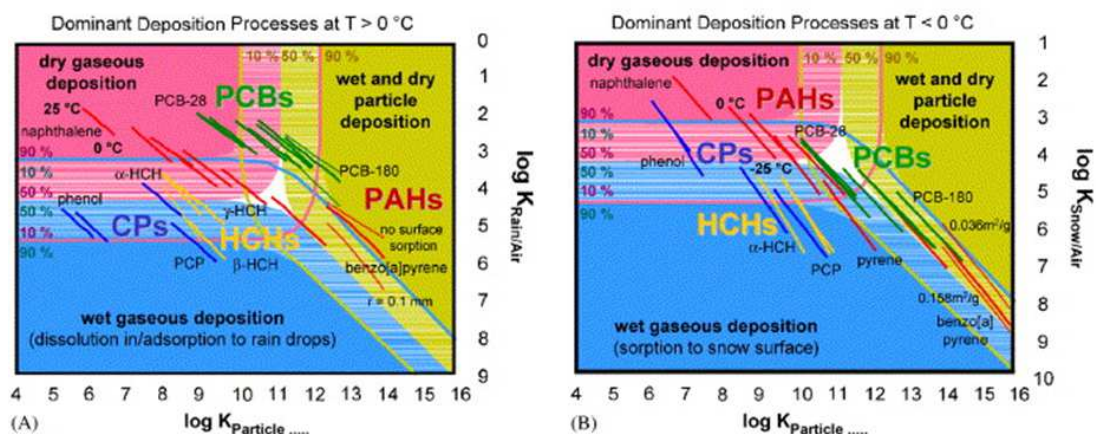 Dominant Deposition Processes at T > 0 °C
10 % 50 % 90 %
dry gaseous
deposition
wet and dry
particle
deposition
25 °C
PCB-28
PCBs
naphthalene
0 °C
90 %
10 %
50 %
10 %
50 %
10 %
90 %
α-HCH
phenol
CPs
HCHs
γ-HCH
PCB-180
PAHs
no surface
sorption
PCP
β-HCH
benzo[a]pyrene
r = 0.1 mm
wet gaseous deposition
(dissolution in/adsorption to rain drops)
0
1
2
3
4
5
6
7
8
9
log K Rain/Air
4 5 6 7 8 9 10 11 12 13 14 15 16
(A)
log K Particle
Dominant Deposition Processes at T < 0 °C
10 % 50 % 90 %
dry gaseous deposition
wet and dry
particle
deposition
naphthalene
0 °C
PAHs
90 %
10 %
50 %
50 %
10 %
90 %
phenol
CPs
PCB-28
PCBs
-25 °C
HCHs
PCB-180
α-HCH
0.036m²/g
PCP
pyrene
0.158m²/g
benzo[a]
pyrene
wet gaseous deposition
(sorption to snow surface)
1
2
3
4
5
6
7
8
9
10
log K Snow/Air
4 5 6 7 8 9 10 11 12 13 14 15 16
(B)
log K Particle